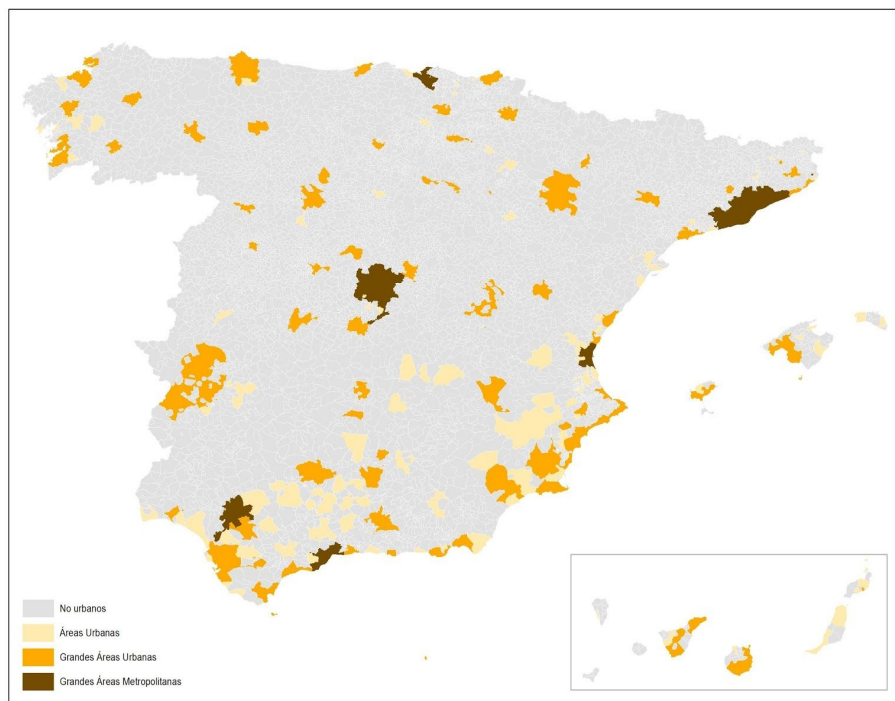 No urbanos
Áreas Urbanas
Grandes Áreas Urbanas
Grandes Áreas Metropolitanas